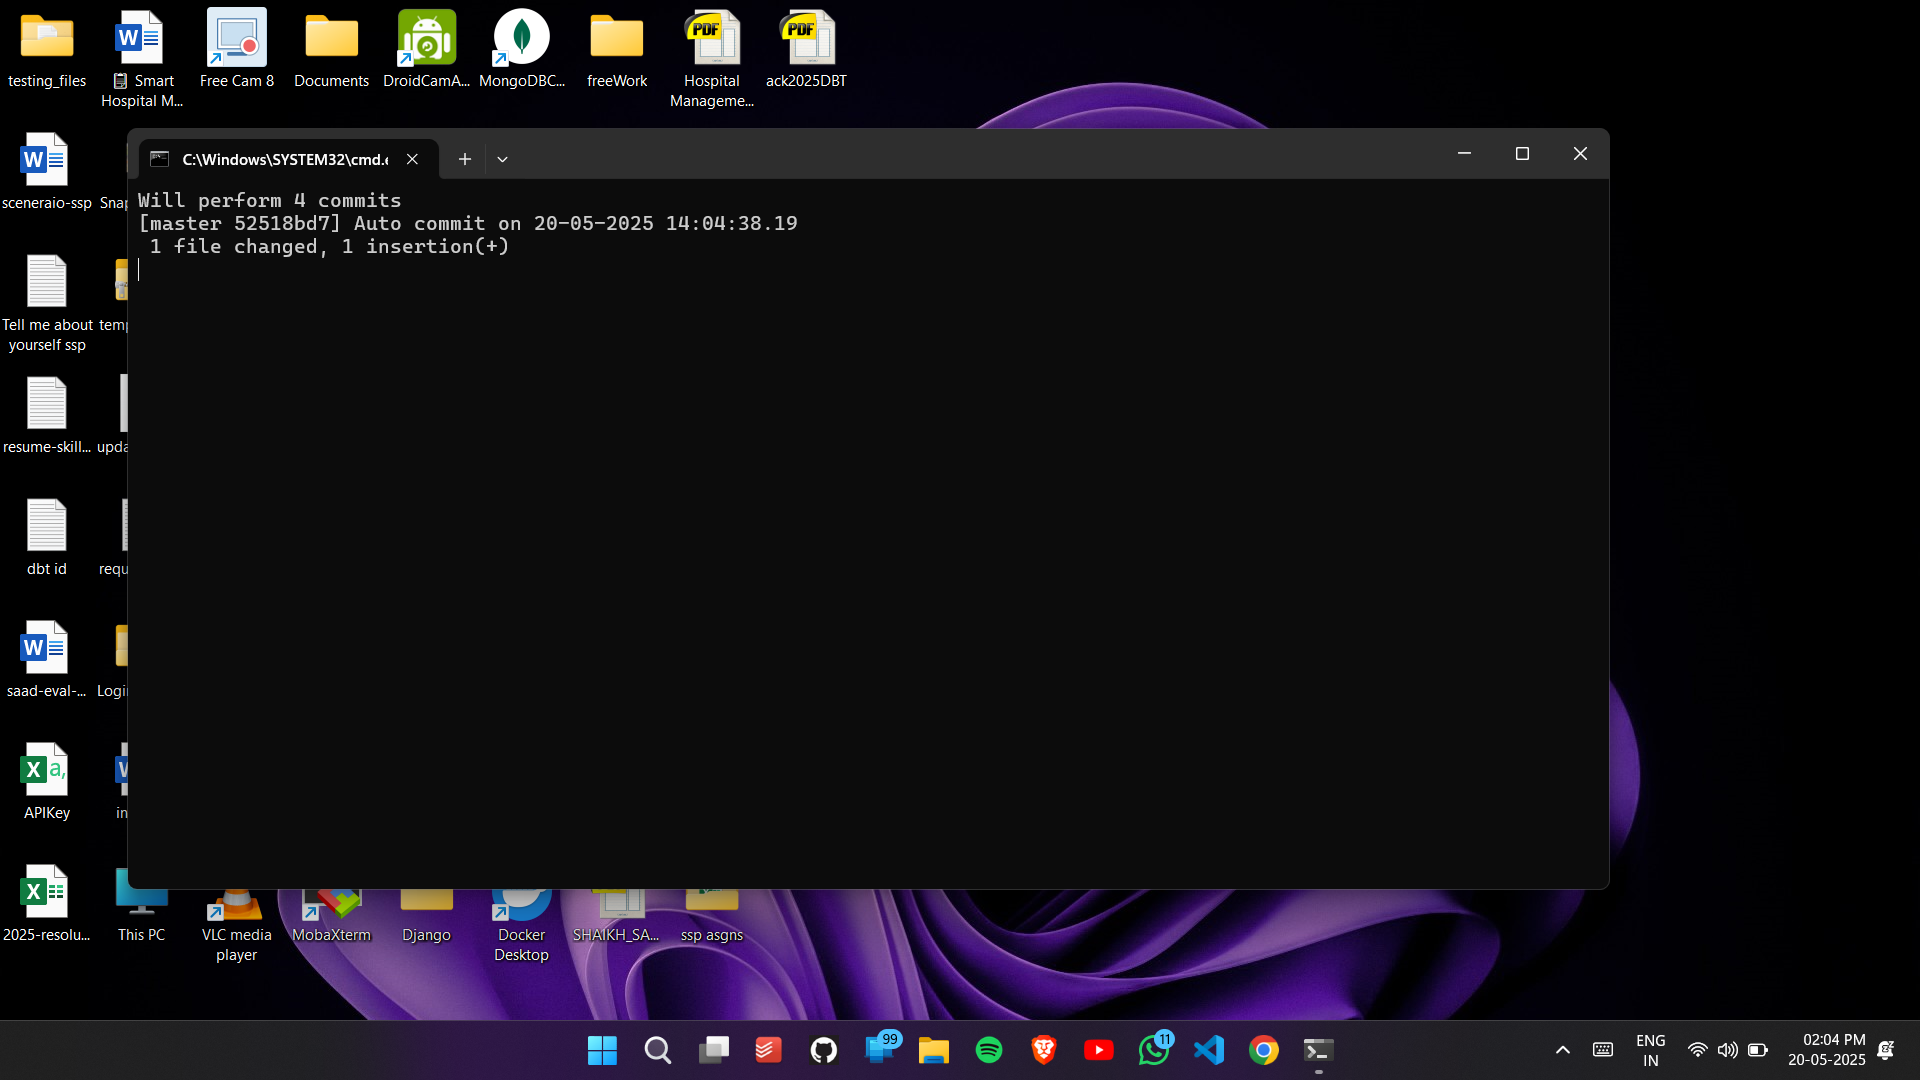 testing_files
Smart
Hospital M...
Free Cam 8
Documents
DroidCamA...
MongoDBC...
freeWork
Hospital
Manageme...
ack2025DBT
PDF
PDF
sceneraio-ssp
Snap
C:\Windows\SYSTEM32\cmd.e
Will perform 4 commits
[master 52518bd7] Auto commit on 20-05-2025 14:04:38.19
1 file changed, 1 insertion(+)
Tell me about
yourself ssp
temp
resume-skill...
upda
dbt id
requ
saad-eval-...
Logi
APIKey
in
2025-resolu...
This PC
VLC media
player
MobaXterm
Django
Docker
Desktop
SHAIKH_SA...
ssp asgns
99
11
ENG
IN
02:04 PM
20-05-2025